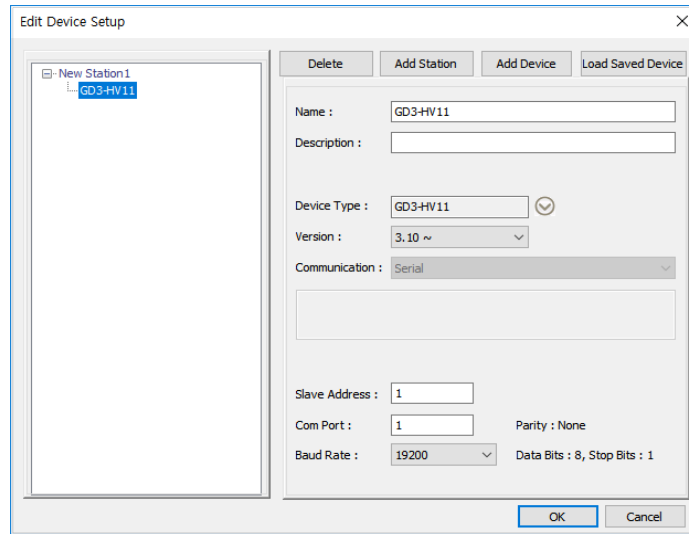 Edit Device Setup
Delete Add Station Add Device Load Saved Device
New Station1
GD3-HV11
Name : GD3-HV11
Description :
Device Type : GD3-HV11
Version : 3.10 ~
Communication : Serial
Slave Address : 1
Com Port : 1 Parity : None
Baud Rate : 19200 Data Bits : 8, Stop Bits : 1
OK Cancel